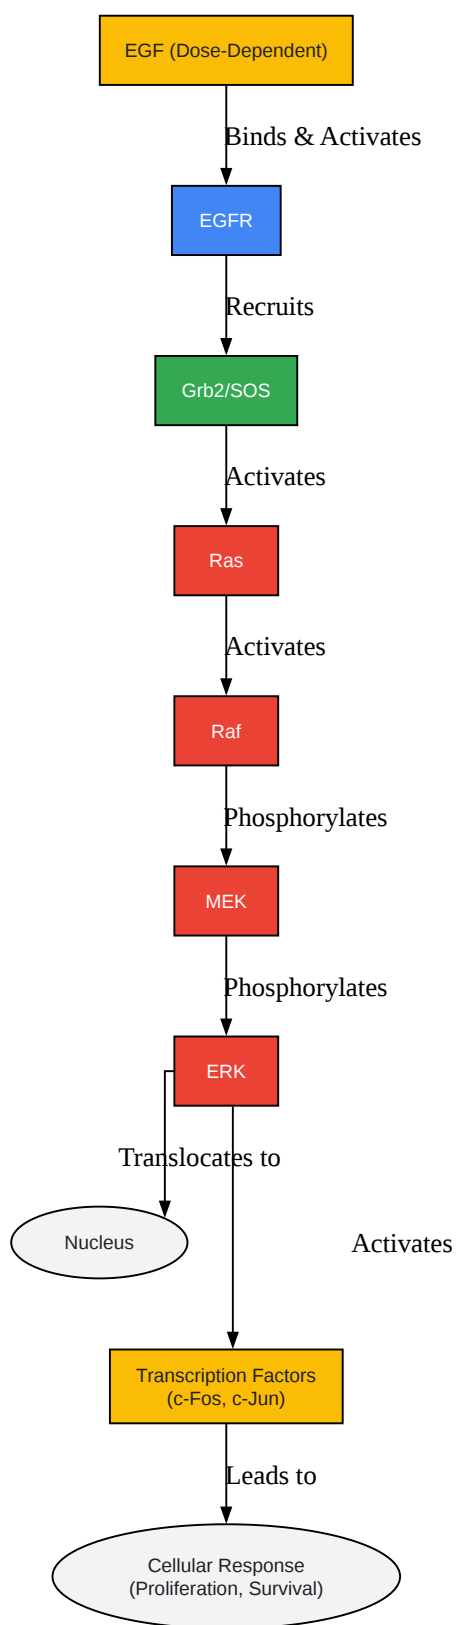 EGF (Dose-Dependent)
Binds & Activates
EGFR
Recruits
Grb2/SOS
Activates
Ras
Activates
Raf
Phosphorylates
MEK
Phosphorylates
ERK
Translocates to
Nucleus
Activates
Transcription Factors
(c-Fos, c-Jun)
Leads to
Cellular Response
(Proliferation, Survival)